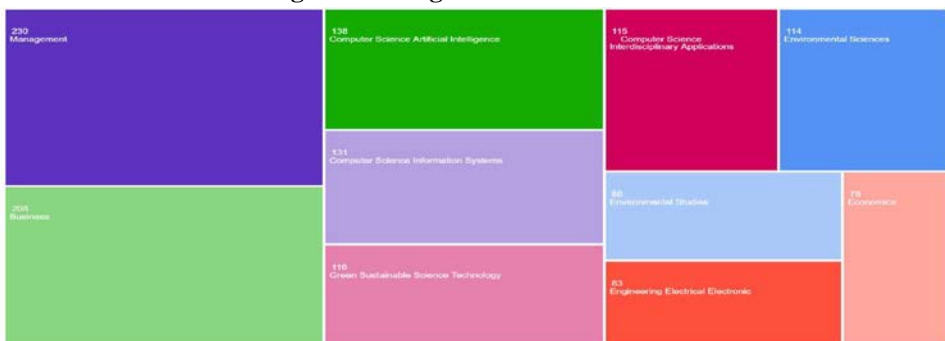 230
Management
138
Computer Science Artificial Intelligence
115
Computer Science
Interdisciplinary Applications
114
Environmental Sciences
131
Computer Science Information Systems
Environmental Studies
Economics
Business
116
Green Sustainable Science Technology
83
Engineering Electrical Electronic